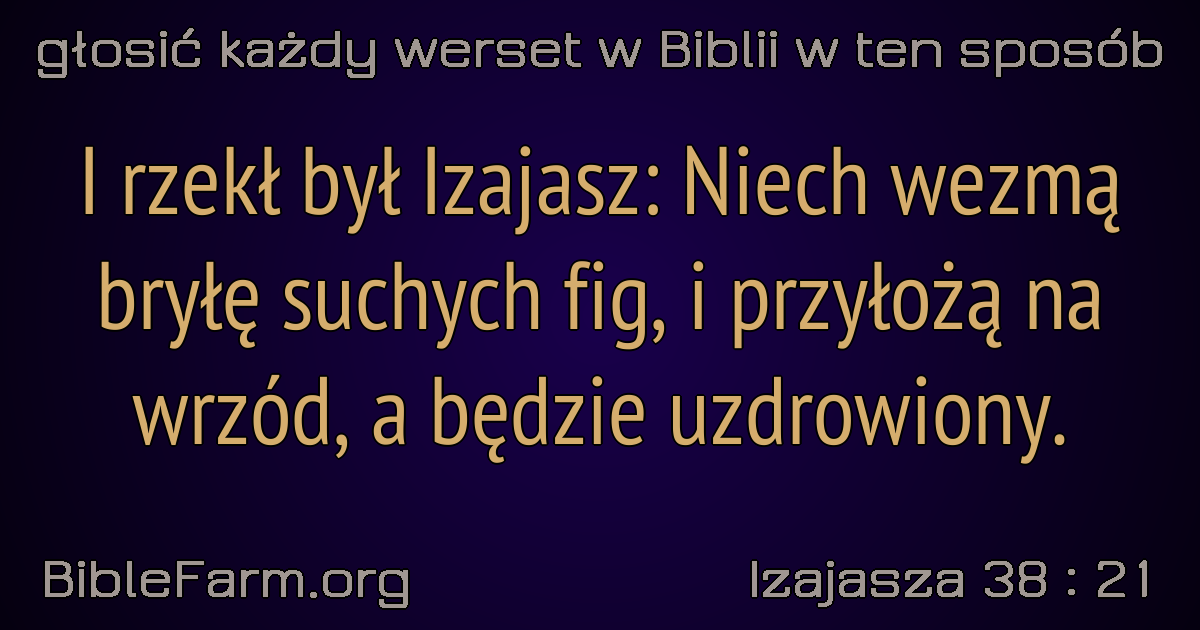 głosić każdy werset w Biblii w ten sposób
I rzekł był Izajasz: Niech wezmą
bryłę suchych fig, i przyłożą na
wrzód, a będzie uzdrowiony.
BibleFarm.org
Izajasza 38 : 21